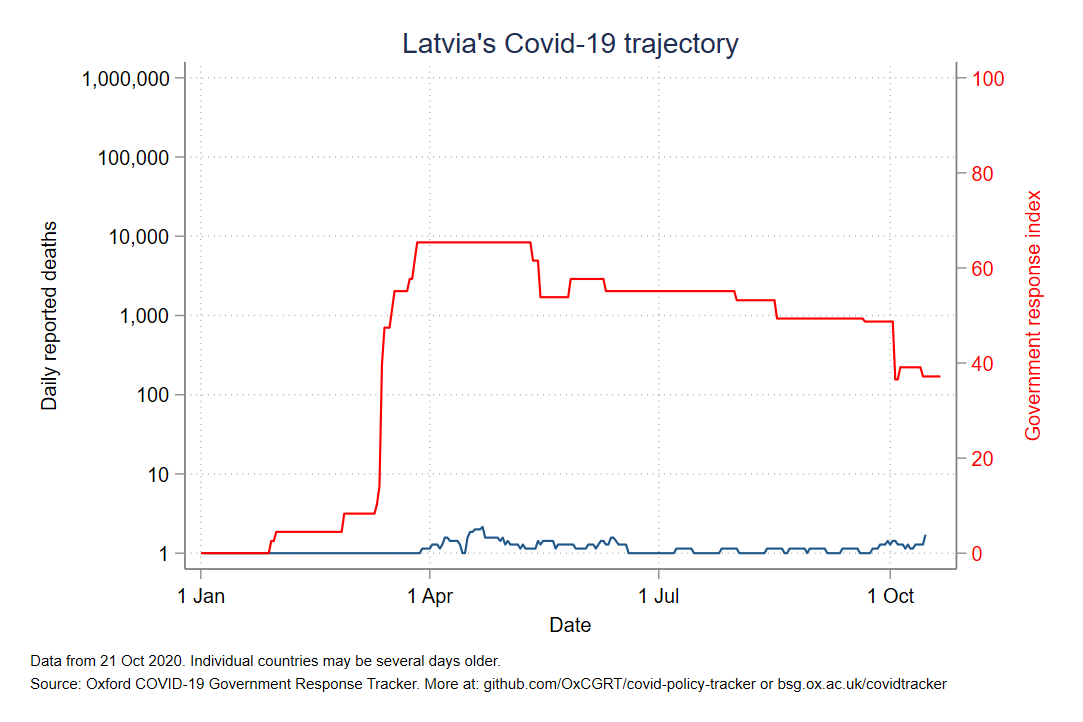 Latvia's Covid-19 trajectory
1,000,000
100,000
10,000
1,000
100
10
1
Daily reported deaths
100
80
60
40
20
0
Government response index
1 Jan
1 Apr
1 Jul
1 Oct
Date
Data from 21 Oct 2020. Individual countries may be several days older.
Source: Oxford COVID-19 Government Response Tracker. More at: github.com/OxCGRT/covid-policy-tracker or bsg.ox.ac.uk/covidtracker